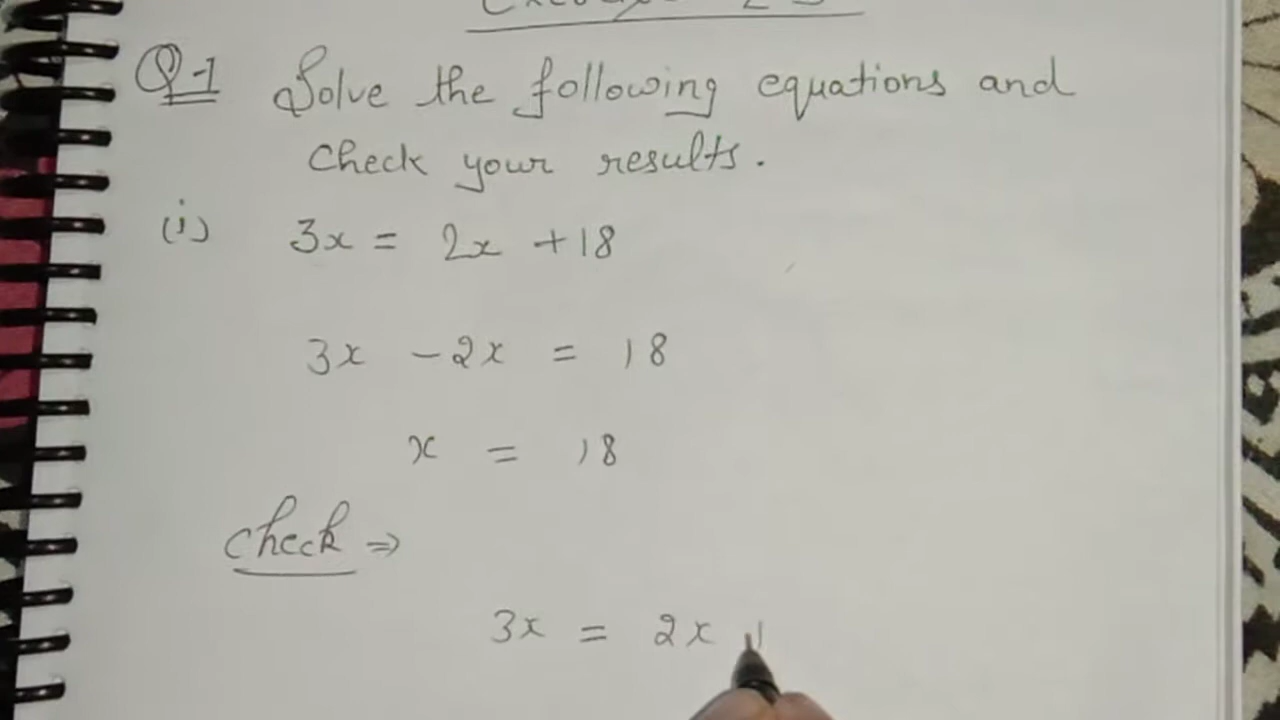 Q-1 Solve the following equations and
check your results.
(i) 3x = 2x +18
3x - 2x = 18
x = 18
Check ⇒
3x = 2x